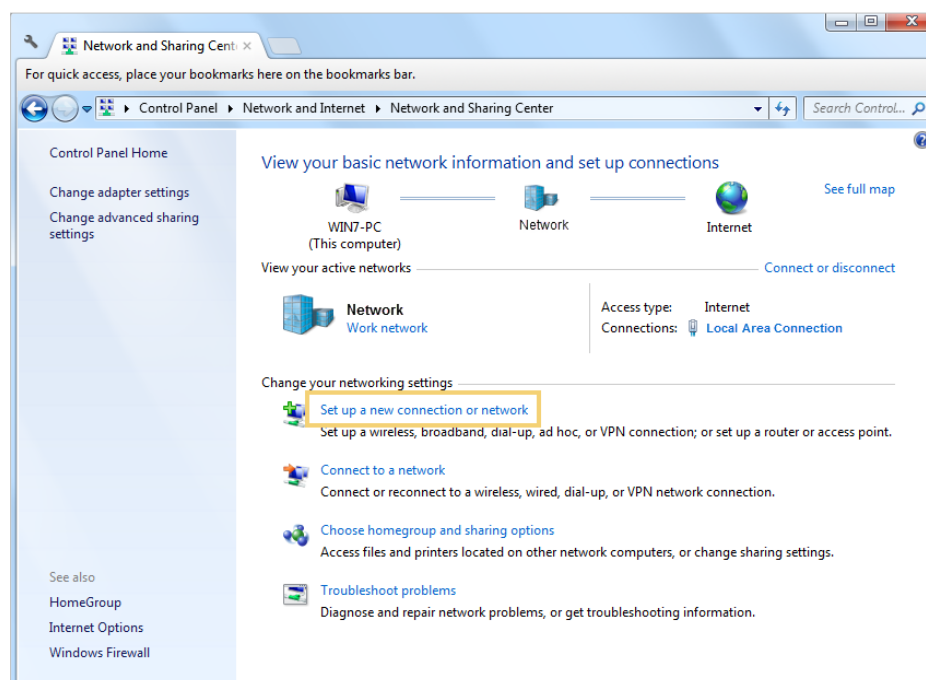 Network and Sharing Cent
For quick access, place your bookmarks here on the bookmarks bar.
Control Panel Network and Internet Network and Sharing Center
Search Control...
Control Panel Home
Change adapter settings
Change advanced sharing
settings
See also
HomeGroup
Internet Options
Windows Firewall
View your basic network information and set up connections
See full map
WIN7-PC
(This computer)
Network
Internet
View your active networks
Connect or disconnect
Network
Work network
Access type: Internet
Connections: Local Area Connection
Change your networking settings
Set up a new connection or network
Set up a wireless, broadband, dial-up, ad hoc, or VPN connection; or set up a router or access point.
Connect to a network
Connect or reconnect to a wireless, wired, dial-up, or VPN network connection.
Choose homegroup and sharing options
Access files and printers located on other network computers, or change sharing settings.
Troubleshoot problems
Diagnose and repair network problems, or get troubleshooting information.